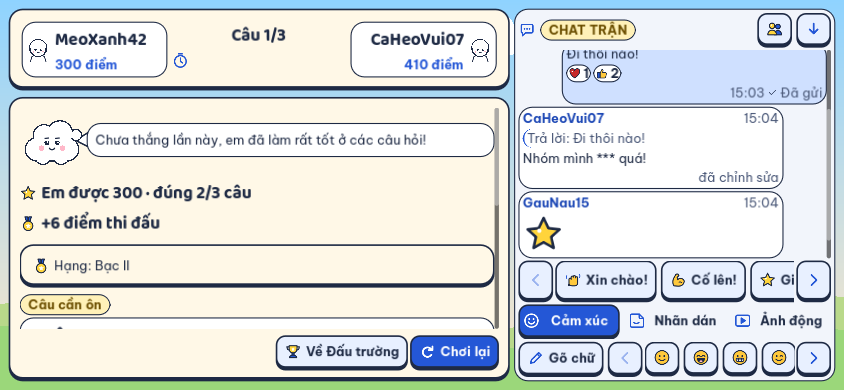 MeoXanh42
300 điểm
Câu 1/3
CaHeoVui07
410 điểm
Chưa thắng lần này, em đã làm rất tốt ở các câu hỏi!
Em được 300 · đúng 2/3 câu
+6 điểm thi đấu
Hạng: Bạc II
Câu cần ôn
Về Đấu trường
Chơi lại
CHAT TRẬN
Đi thôi nào!
1 2
15:03 ✓ Đã gửi
CaHeoVui07 15:04
Trả lời: Đi thôi nào!
Nhóm mình *** quá!
đã chỉnh sửa
GauNau15 15:04
Xin chào!
Cố lên!
Gi
Cảm xúc
Nhãn dán
Ảnh động
Gõ chữ